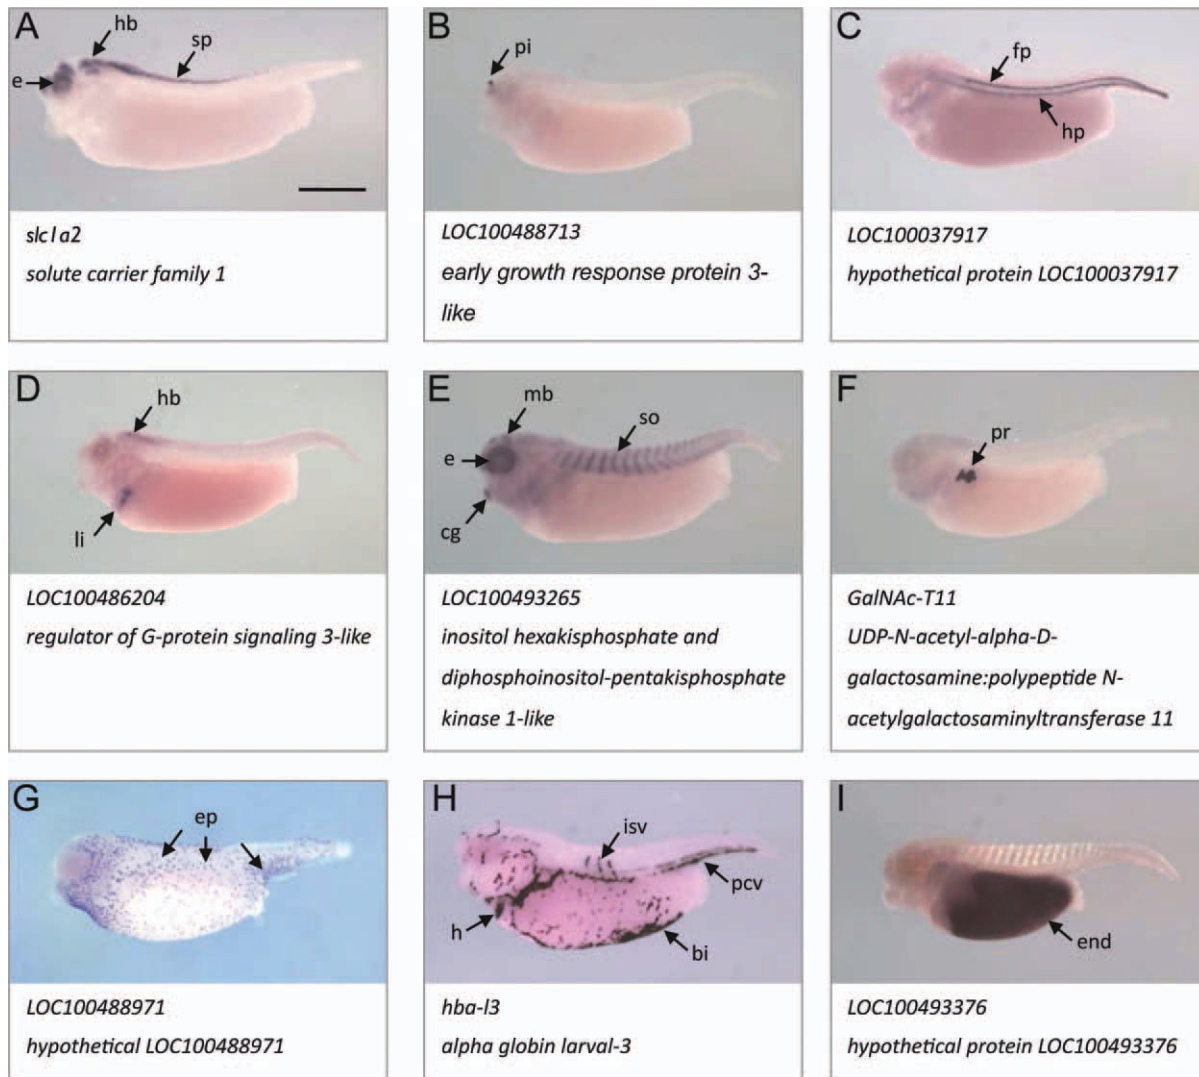 A
hb
sp
e
slc1a2
solute carrier family 1
B
pi
LOC100488713
early growth response protein 3-
like
C
fp
hp
LOC100037917
hypothetical protein LOC100037917
D
hb
li
LOC100486204
regulator of G-protein signaling 3-like
E
mb
so
e
cg
LOC100493265
inositol hexakisphosphate and
diphosphoinositol-pentakisphosphate
kinase 1-like
F
pr
GalNAc-T11
UDP-N-acetyl-alpha-D-
galactosamine:polypeptide N-
acetylgalactosaminyltransferase 11
G
ep
LOC100488971
hypothetical LOC100488971
H
isv
pcv
h
bi
hba-l3
alpha globin larval-3
I
end
LOC100493376
hypothetical protein LOC100493376